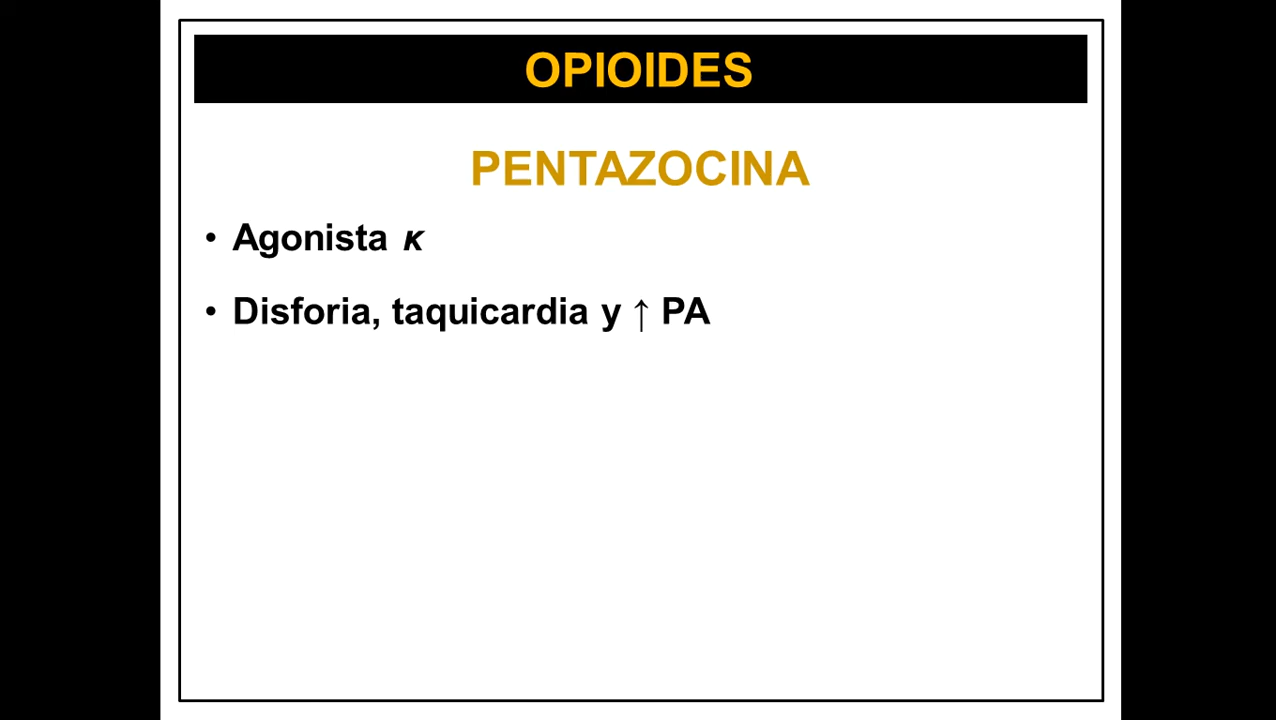 OPIOIDES
PENTAZOCINA
• Agonista κ
• Disforia, taquicardia y ↑ PA